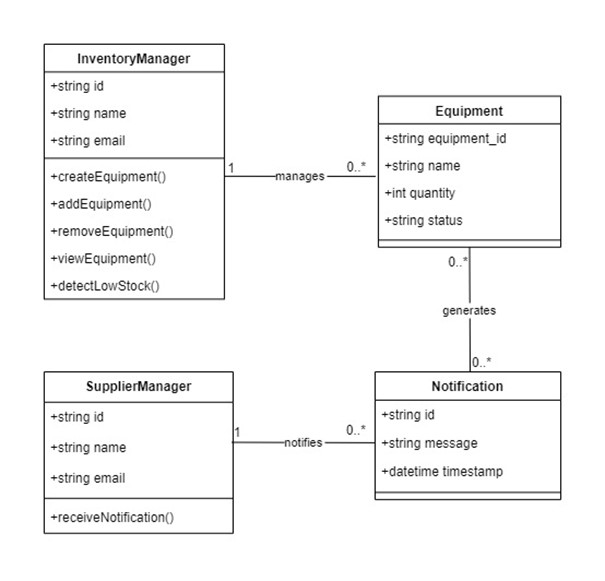 InventoryManager
+string id
+string name
+string email
+createEquipment()
+addEquipment()
+removeEquipment()
+viewEquipment()
+detectLowStock()
1
manages
0..*
Equipment
+string equipment_id
+string name
+int quantity
+string status
0..*
generates
0..*
SupplierManager
+string id
+string name
+string email
+receiveNotification()
1
notifies
0..*
Notification
+string id
+string message
+datetime timestamp